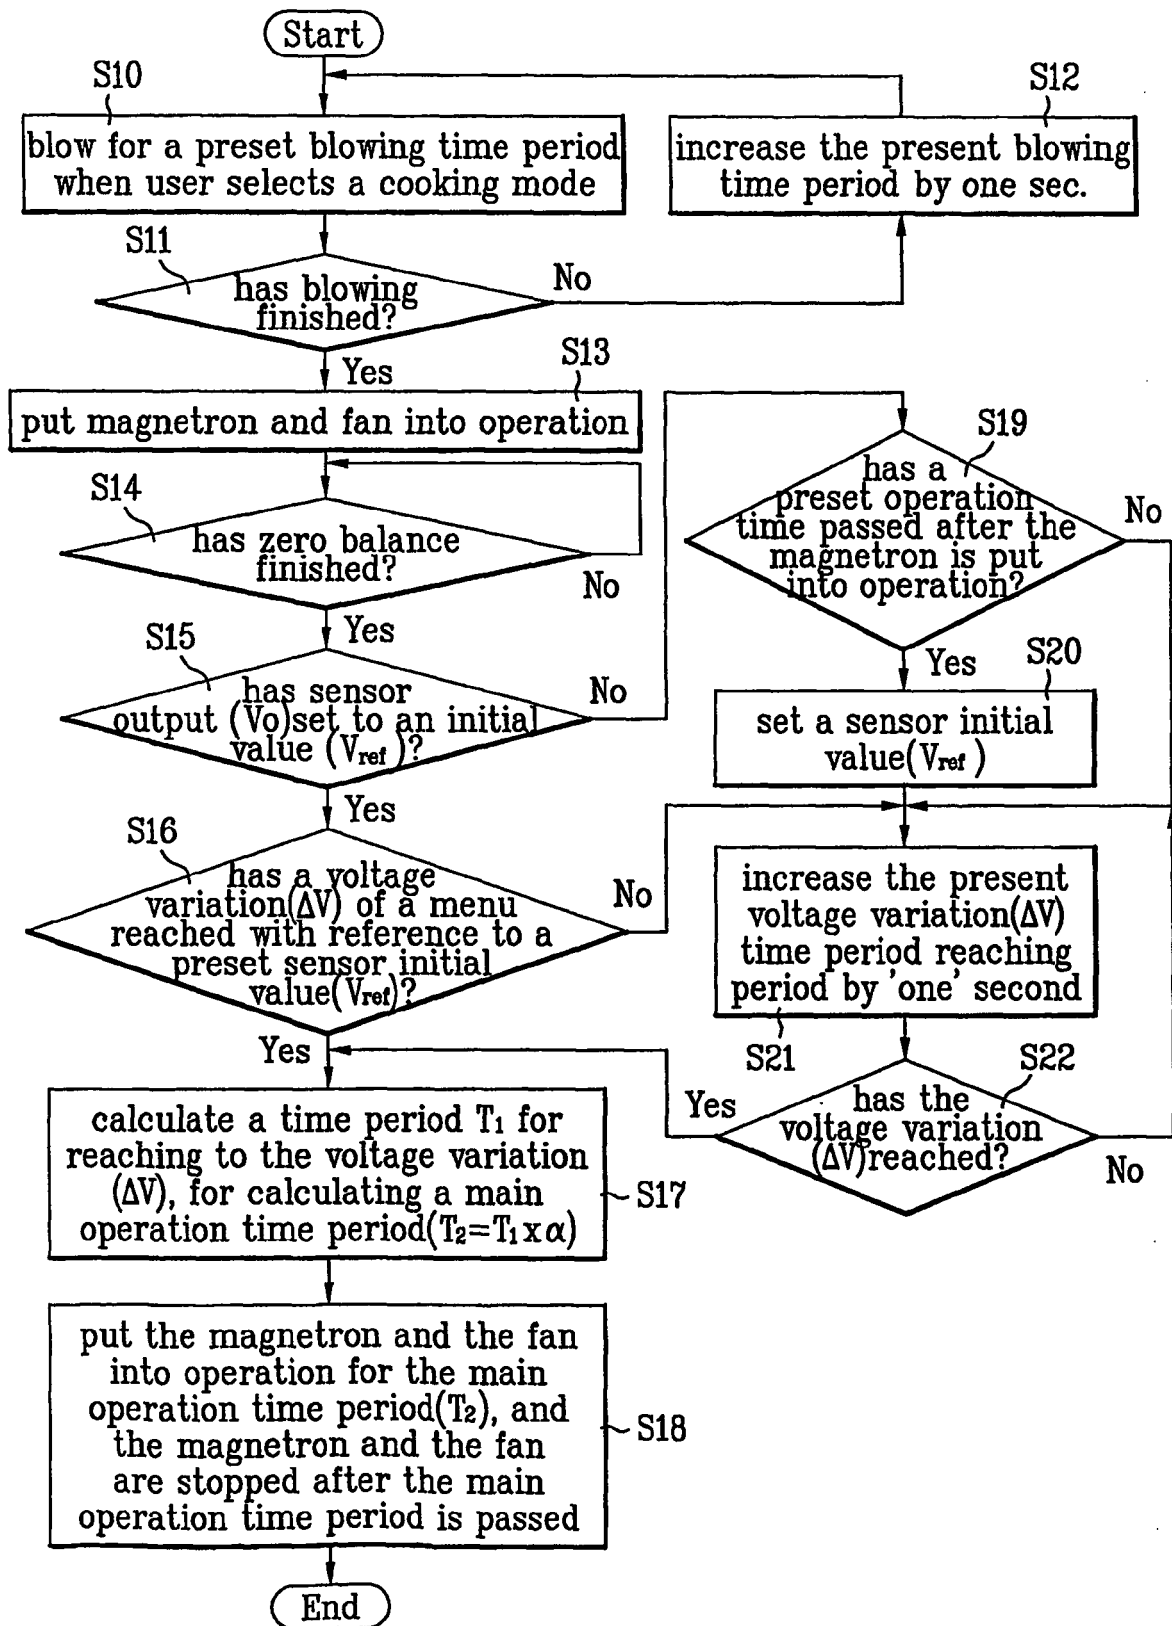 Start
S10
blow for a preset blowing time period
when user selects a cooking mode
S12
increase the present blowing
time period by one sec.
S11
has blowing
finished?
No
Yes
S13
put magnetron and fan into operation
S14
has zero balance
finished?
No
Yes
S15
has sensor
output (Vo)set to an initial
value (Vref)?
No
Yes
S16
has a voltage
variation(ΔV) of a menu
reached with reference to a
preset sensor initial
value(Vref)?
No
Yes
S19
has a
preset operation
time passed after the
magnetron is put
into operation?
No
Yes
S20
set a sensor initial
value(Vref)
increase the present
voltage variation(ΔV)
time period reaching
period by 'one' second
S21
S22
has the
voltage variation
(ΔV)reached?
Yes
No
calculate a time period T1 for
reaching to the voltage variation
(ΔV), for calculating a main
operation time period(T2=T1xα)
S17
put the magnetron and the fan
into operation for the main
operation time period(T2), and
the magnetron and the fan
are stopped after the main
operation time period is passed
S18
End